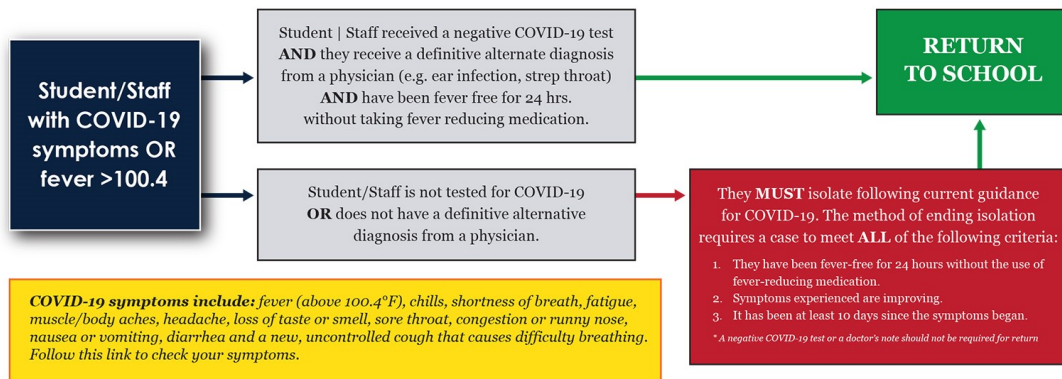 Student/Staff
with COVID-19
symptoms OR
fever >100.4
Student | Staff received a negative COVID-19 test
AND they receive a definitive alternate diagnosis
from a physician (e.g. ear infection, strep throat)
AND have been fever free for 24 hrs.
without taking fever reducing medication.
RETURN
TO SCHOOL
Student/Staff is not tested for COVID-19
OR does not have a definitive alternative
diagnosis from a physician.
They MUST isolate following current guidance
for COVID-19. The method of ending isolation
requires a case to meet ALL of the following criteria:
1. They have been fever-free for 24 hours without the use of
fever-reducing medication.
2. Symptoms experienced are improving.
3. It has been at least 10 days since the symptoms began.
* A negative COVID-19 test or a doctor's note should not be required for return
COVID-19 symptoms include: fever (above 100.4°F), chills, shortness of breath, fatigue,
muscle/body aches, headache, loss of taste or smell, sore throat, congestion or runny nose,
nausea or vomiting, diarrhea and a new, uncontrolled cough that causes difficulty breathing.
Follow this link to check your symptoms.